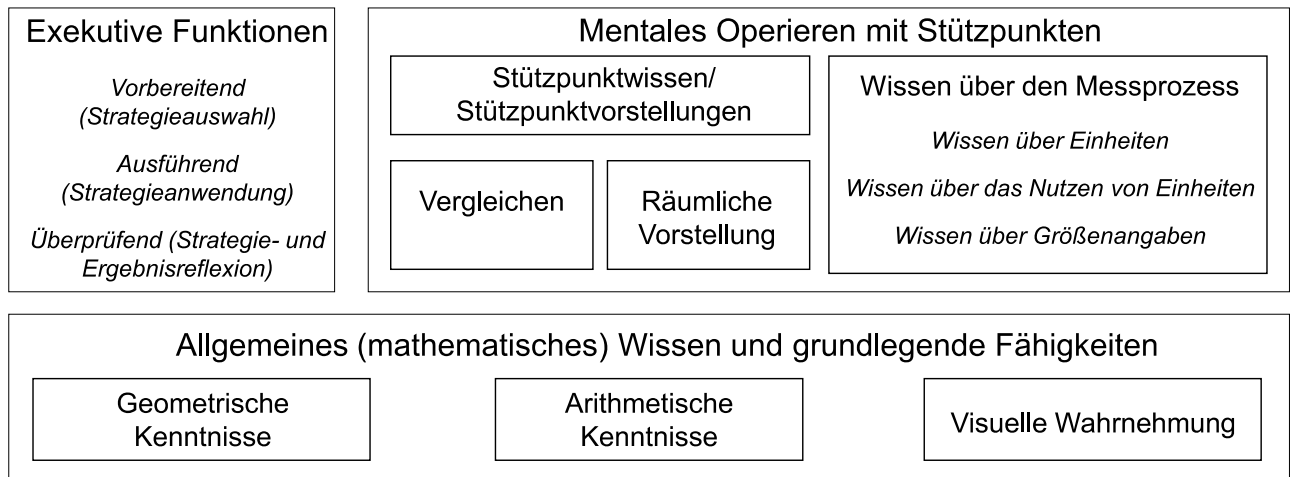 Exekutive Funktionen
Vorbereitend
(Strategieauswahl)
Ausführend
(Strategieanwendung)
Überprüfend (Strategie- und
Ergebnisreflexion)
Mentales Operieren mit Stützpunkten
Stützpunktwissen/
Stützpunktvorstellungen
Vergleichen
Räumliche
Vorstellung
Wissen über den Messprozess
Wissen über Einheiten
Wissen über das Nutzen von Einheiten
Wissen über Größenangaben
Allgemeines (mathematisches) Wissen und grundlegende Fähigkeiten
Geometrische
Kenntnisse
Arithmetische
Kenntnisse
Visuelle Wahrnehmung